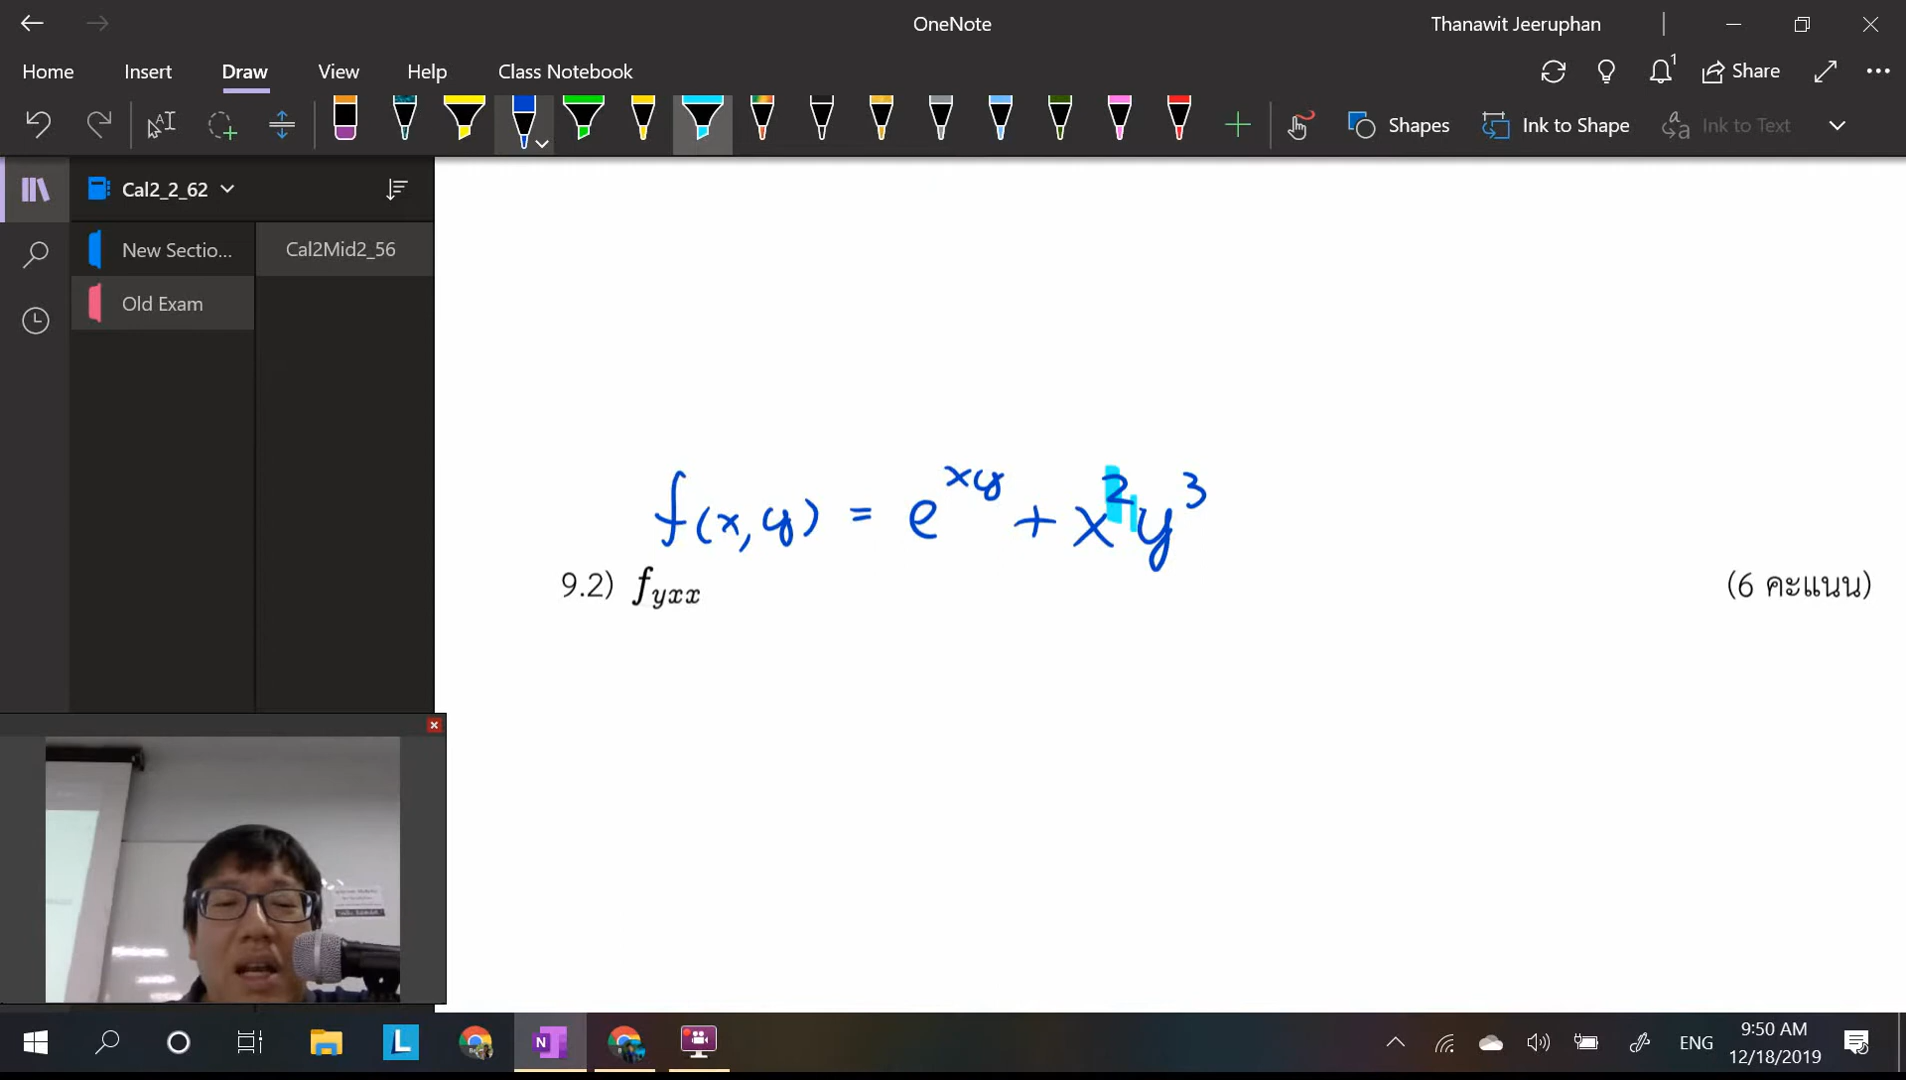 OneNote
Thanawit Jeeruphan
Home Insert Draw View Help Class Notebook
1
Share
Shapes
Ink to Shape
Ink to Text
Cal2_2_62
New Sectio...
Cal2Mid2_56
Old Exam
f(x,y) = e^{xy} + x^2y^3
9.2) f_{yxx}
(6 คะแนน)
ENG
9:50 AM
12/18/2019